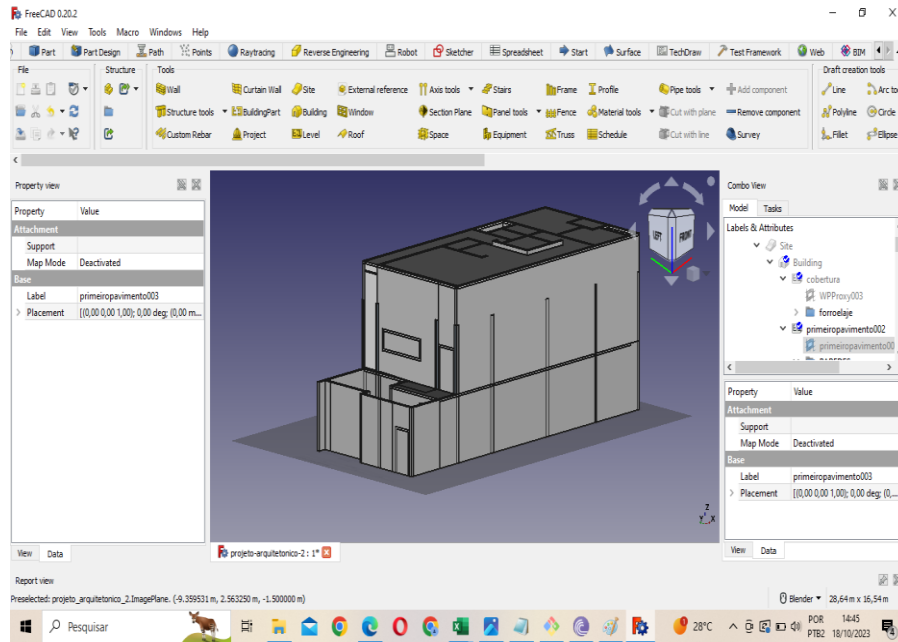 FreeCAD 0.20.2
File Edit View Tools Macro Windows Help
Part Part Design Path Points Raytracing Reverse Engineering Robot Sketcher Spreadsheet Start Surface TechDraw Test Framework Web BIM
File Structure Tools Draft creation tools
Wall Curtain Wall Site External reference Axis tools Stairs Frame Profile Pipe tools Add component Line Arc to
Structure tools BuildingPart Building Window Section Plane Panel tools Fence Material tools Cut with plane Remove component Polyline Circle
Custom Rebar Project Level Roof Space Equipment Truss Schedule Cut with line Survey Fillet Ellipse
Property view
Property Value
Attachment
Support
Map Mode Deactivated
Base
Label primeiropavimento003
Placement [(0,00 0,00 1,00); 0,00 deg; (0,00 m...
LEFT FRONT
Z
Y X
Combo View
Model Tasks
Labels & Attributes
Site
Building
cobertura
WPProxy003
forroelaje
primeiropavimento002
primeiropavimento00
Property Value
Attachment
Support
Map Mode Deactivated
Base
Label primeiropavimento003
Placement [(0,00 0,00 1,00); 0,00 deg; (0,...
View Data
projeto-arquitetonico-2 : 1*
View Data
Report view
Preselected: projeto_arquitetonico_2.ImagePlane. (-9.359531 m, 2.563250 m, -1.500000 m)
Blender 28,64 m x 16,54 m
Pesquisar
28°C
POR
PTB2
14:45
18/10/2023
4